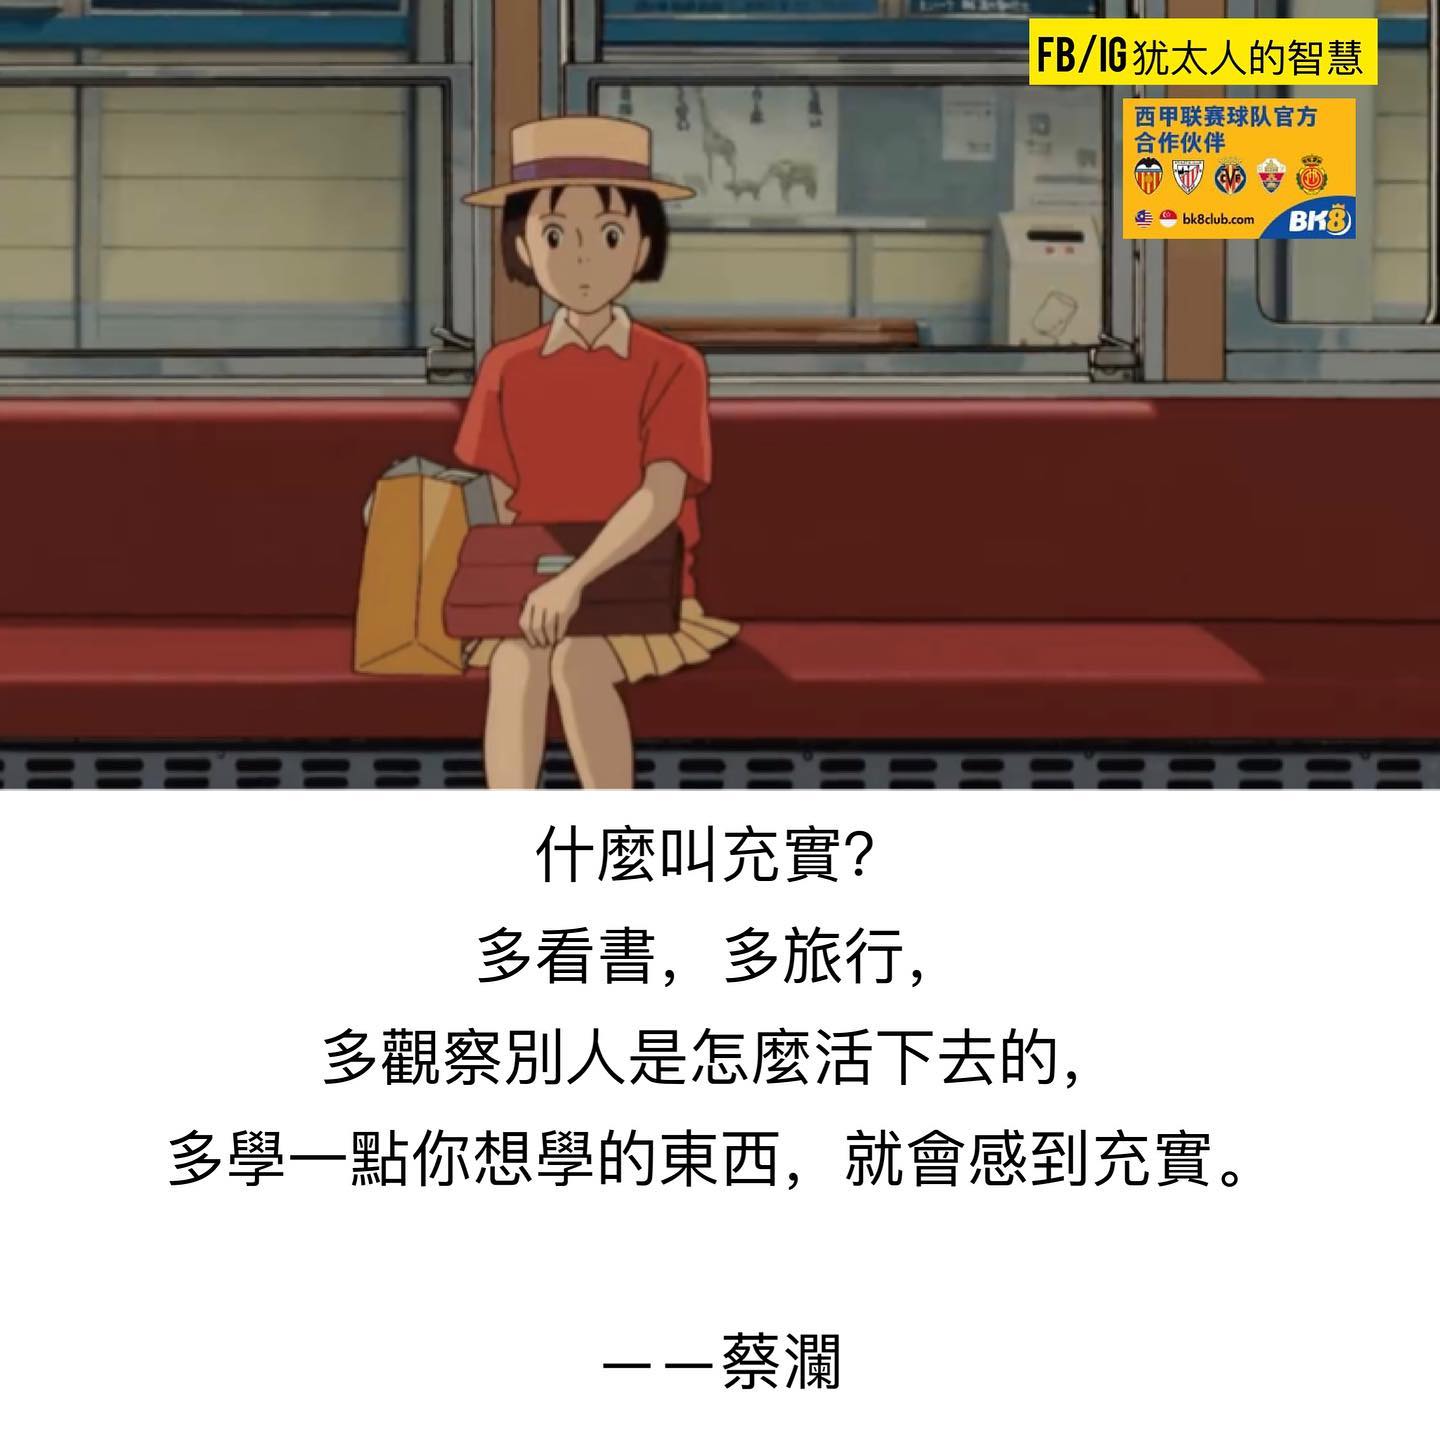 FB/IG犹太人的智慧
西甲联赛球队官方
合作伙伴
bk8club.com
BK8
什麼叫充實?
多看書，多旅行，
多觀察別人是怎麼活下去的，
多學一點你想學的東西，就會感到充實。
——蔡瀾